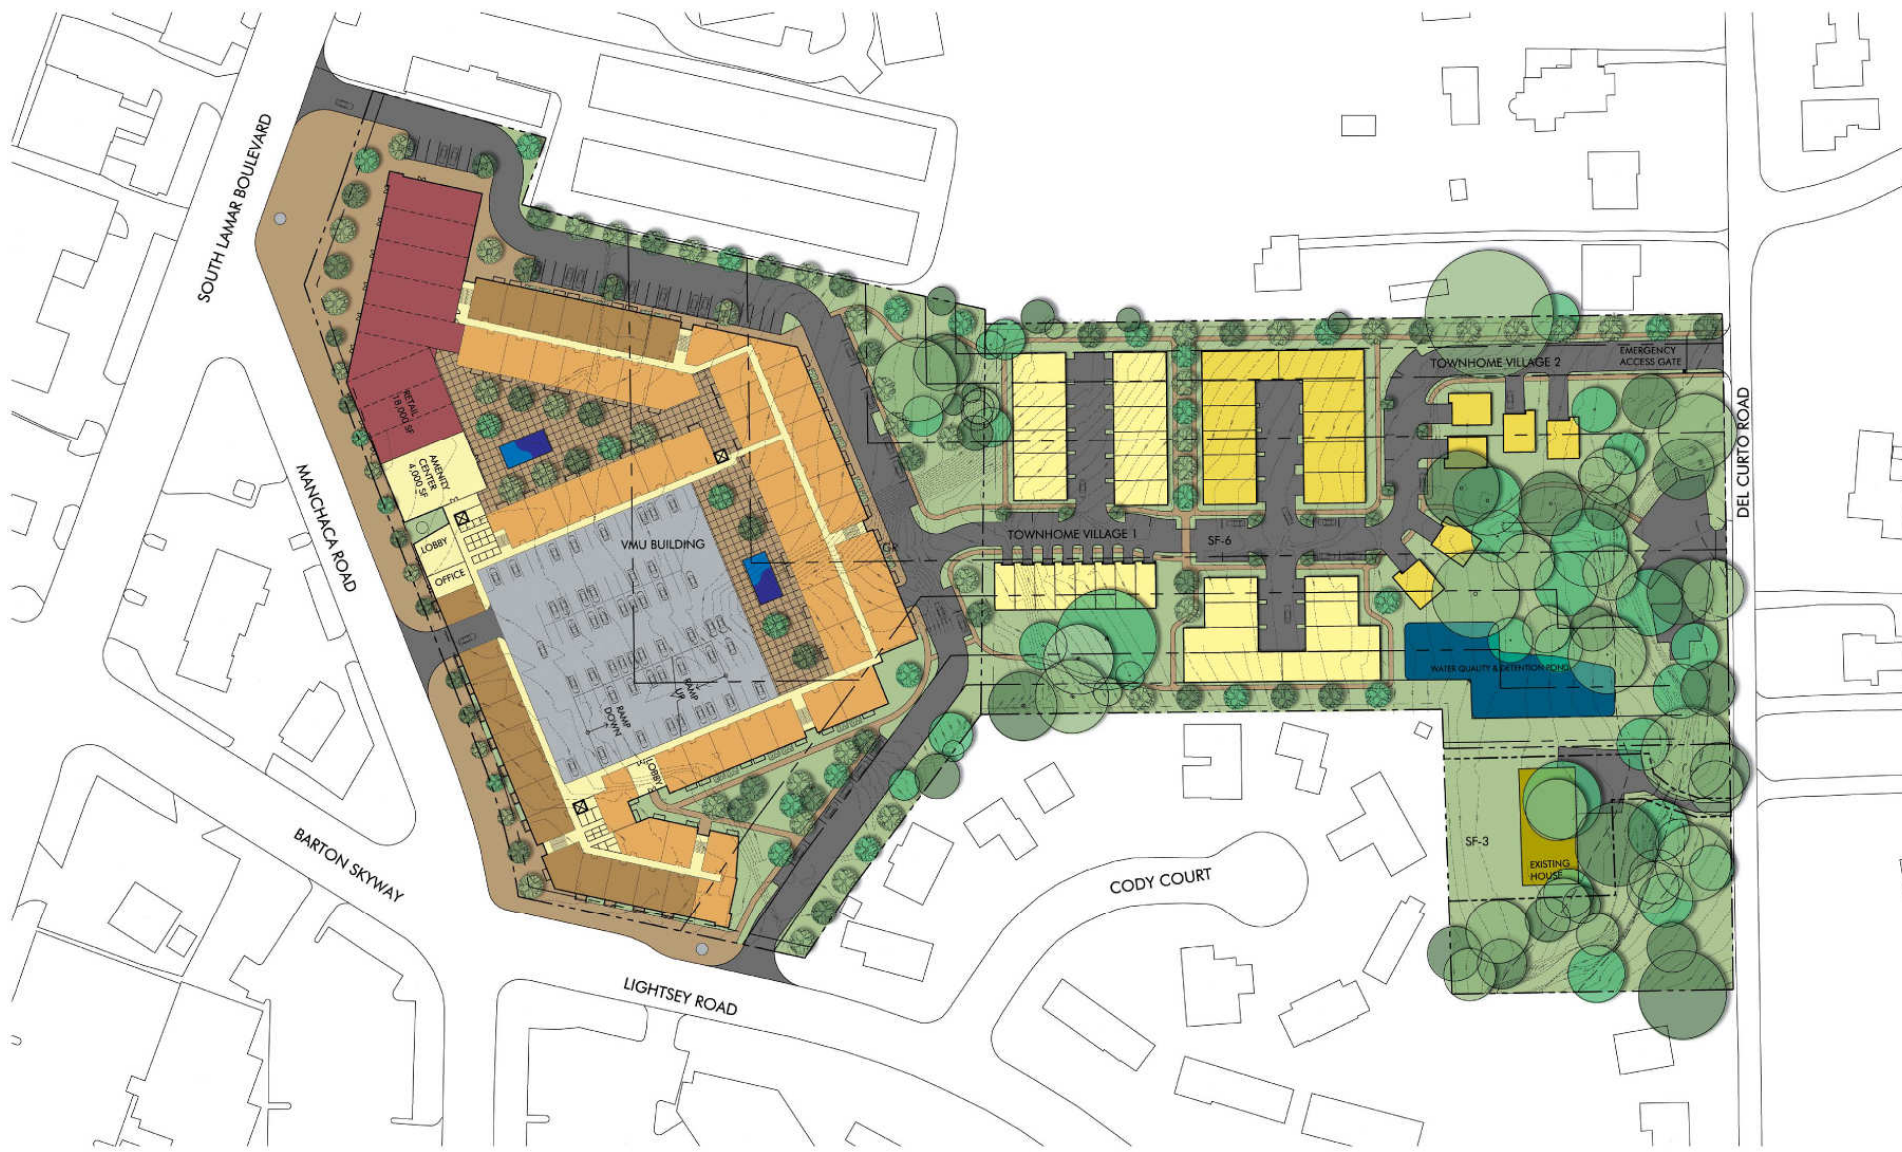 SOUTH LAMAR BOULEVARD
MANCHACA ROAD
BARTON SKYWAY
LIGHTSEY ROAD
CODY COURT
DEL CURTO ROAD
RETAIL
18,000 SF
AMENITY
CENTER
4,000 SF
LOBBY
OFFICE
VMU BUILDING
RAMP
UP
RAMP
DOWN
LOBBY
GR
TOWNHOME VILLAGE 1
SF-6
TOWNHOME VILLAGE 2
EMERGENCY
ACCESS GATE
WATER QUALITY & DETENTION POND
SF-3
EXISTING
HOUSE